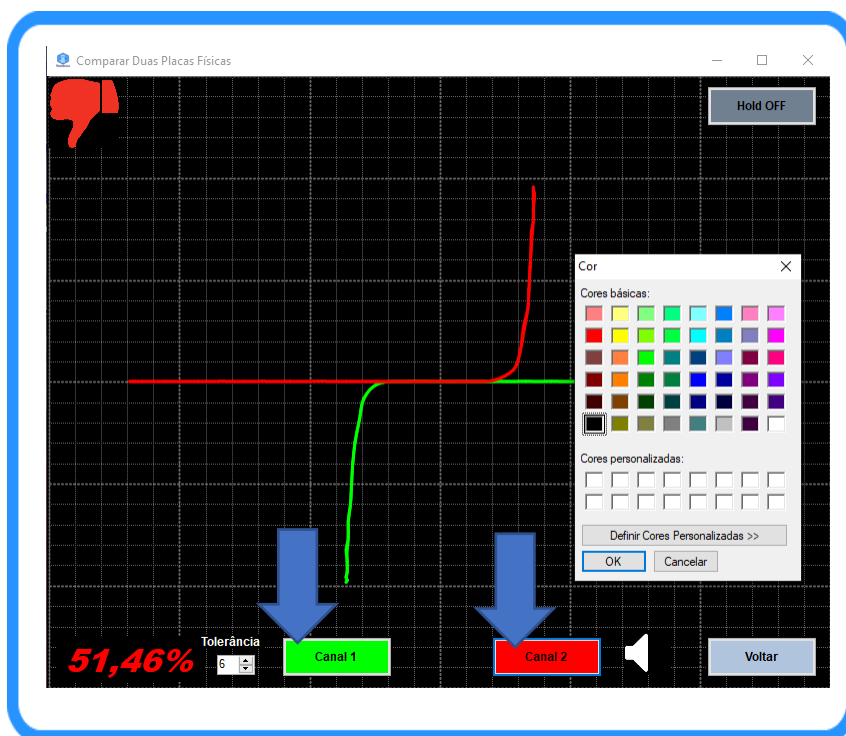 Comparar Duas Placas Físicas
Hold OFF
Cor
Cores básicas:
Cores personalizadas:
Definir Cores Personalizadas >>
OK
Cancelar
Tolerância
51,46%
6
Canal 1
Canal 2
Voltar